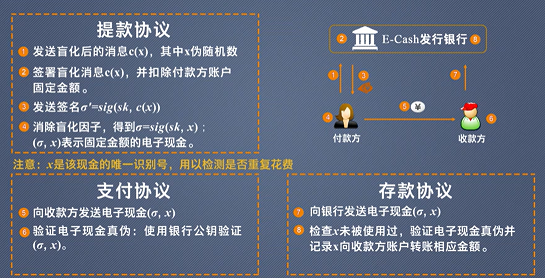 提款协议
1 发送盲化后的消息c(x)，其中x伪随机数
2 签署盲化消息c(x)，并扣除付款方账户
固定金额。
3 发送签名σ'=sig(sk, c(x))
4 消除盲化因子，得到σ=sig(sk, x)；
(σ, x)表示固定金额的电子现金。
2 E-Cash发行银行 8
1 3 7
4 5 ¥ 6
付款方 收款方
注意：x是该现金的唯一识别号，用以检测是否重复花费
支付协议
5 向收款方发送电子现金(σ, x)
6 验证电子现金真伪：使用银行公钥验证
(σ, x)。
存款协议
7 向银行发送电子现金(σ, x)
8 检查x未被使用过，验证电子现金真伪并
记录x向收款方账户转账相应金额。